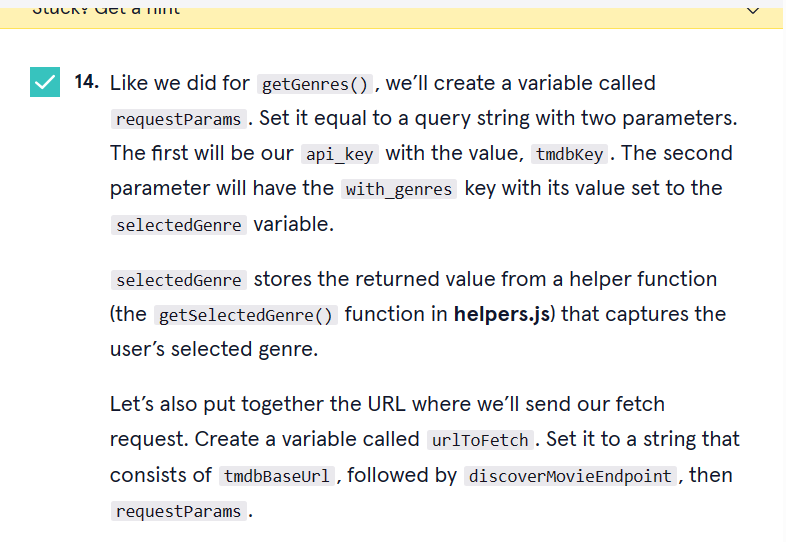 Stuck? Get a hint
14. Like we did for getGenres(), we’ll create a variable called
requestParams. Set it equal to a query string with two parameters.
The first will be our api_key with the value, tmdbKey. The second
parameter will have the with_genres key with its value set to the
selectedGenre variable.
selectedGenre stores the returned value from a helper function
(the getSelectedGenre() function in helpers.js) that captures the
user’s selected genre.
Let’s also put together the URL where we’ll send our fetch
request. Create a variable called urlToFetch. Set it to a string that
consists of tmdbBaseUrl, followed by discoverMovieEndpoint, then
requestParams.